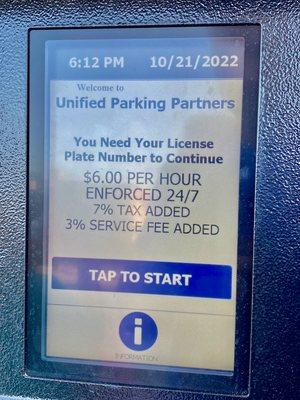 6:12 PM 10/21/2022
Welcome to
Unified Parking Partners
You Need Your License
Plate Number to Continue
$6.00 PER HOUR
ENFORCED 24/7
7% TAX ADDED
3% SERVICE FEE ADDED
TAP TO START
i
INFORMATION